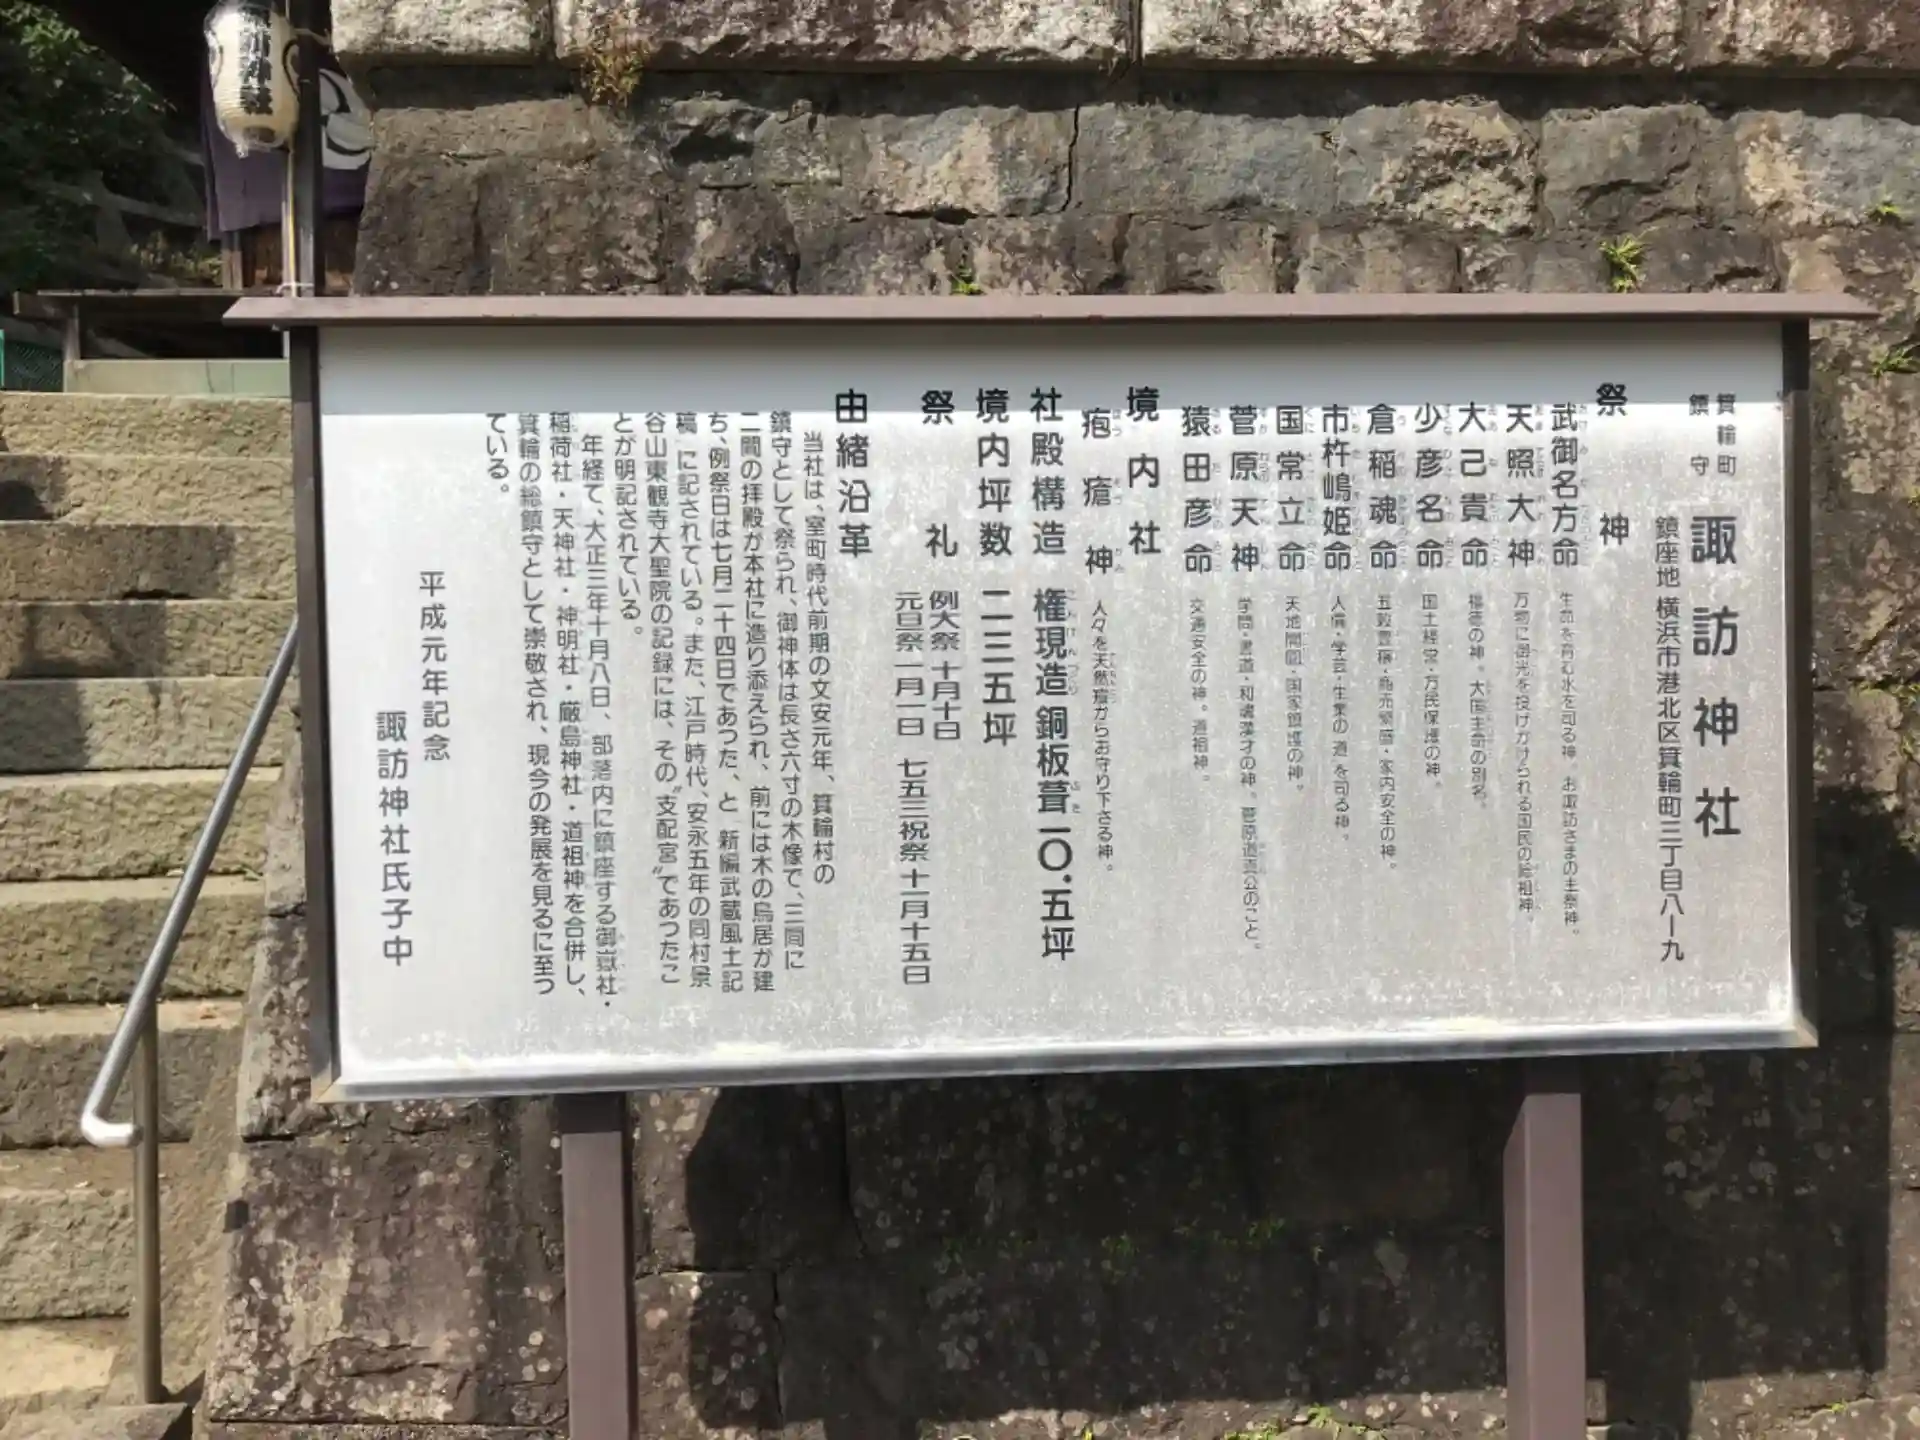 箕輪町
鎮守
諏訪神社
鎮座地 横浜市港北区箕輪町三丁目八ー九
祭神
武御名方命 生命を育む水を司る神 お諏訪さまの主祭神。
天照大神 万物に御光を投げかけられる国民の総祖神。
大己貴命 福徳の神。大国主命の別名。
少彦名命 国土経営・万民保護の神。
倉稲魂命 五穀豊穣・商売繁盛・家内安全の神。
市杵嶋姫命 人倫・学芸・生業の道を司る神。
国常立命 天地開闢・国家鎮護の神。
菅原天神 学問・書道・和魂漢才の神。菅原道真公のこと。
猿田彦命 交通安全の神。道祖神。
境内社
疱瘡神 人々を天然痘からお守り下さる神。
社殿構造 権現造銅板葺一〇・五坪
境内坪数 二三五坪
祭礼 例大祭 十月十日
元旦祭 一月一日 七五三祝祭 十一月十五日
由緒沿革
当社は、室町時代前期の文安元年、箕輪村の
鎮守として祭られ、御神体は長さ六寸の木像で、三間に
二間の拝殿が本社に造り添えられ、前には木の鳥居が建
ち、例祭日は七月二十四日であつた、と 新編武蔵風土記
稿 に記されている。また、江戸時代、安永五年の同村景
谷山東観寺大聖院の記録には、その〝支配宮〟であつたこ
とが明記されている。
年経て、大正三年十月八日、部落内に鎮座する御嶽社・
稲荷社・天神社・神明社・厳島神社・道祖神を合併し、
箕輪の総鎮守として崇敬され、現今の発展を見るに至つ
ている。
平成元年記念
諏訪神社氏子中